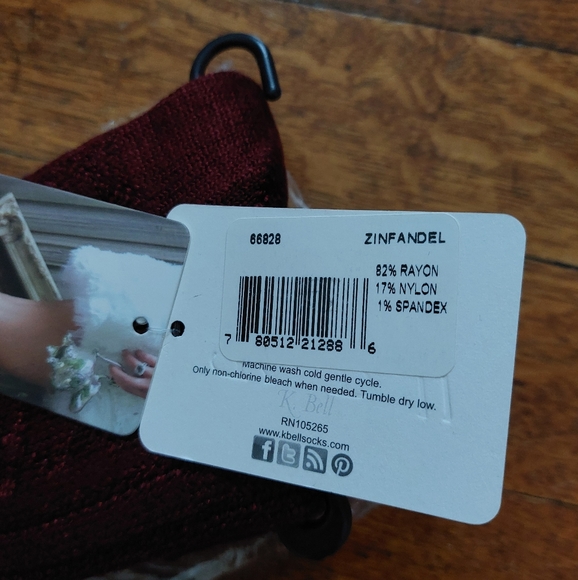 66828 ZINFANDEL
82% RAYON
17% NYLON
1% SPANDEX
7 80512 21288 6
Machine wash cold gentle cycle.
Only non-chlorine bleach when needed. Tumble dry low.
K. Bell
RN105265
www.kbellsocks.com